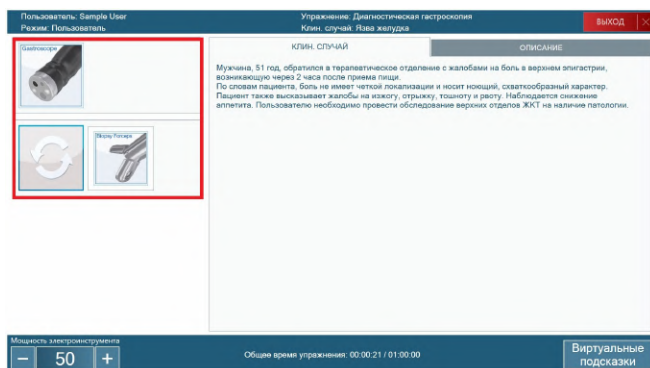 Пользователь: Sample User
Режим: Пользователь
Упражнение: Диагностическая гастроскопия
Клин. случай: Язва желудка
ВЫХОД
Gastroscope
Biopsy Forceps
КЛИН. СЛУЧАЙ
ОПИСАНИЕ
Мужчина, 51 год, обратился в терапевтическое отделение с жалобами на боль в верхнем эпигастрии,
возникающую через 2 часа после приема пищи.
По словам пациента, боль не имеет четкой локализации и носит ноющий, схваткообразный характер.
Пациент также высказывает жалобы на изжогу, отрыжку, тошноту и рвоту. Наблюдается снижение
аппетита. Пользователю необходимо провести обследование верхних отделов ЖКТ на наличие патологии.
Мощность электроинструмента
– 50 +
Общее время упражнения: 00:00:21 / 01:00:00
Виртуальные
подсказки